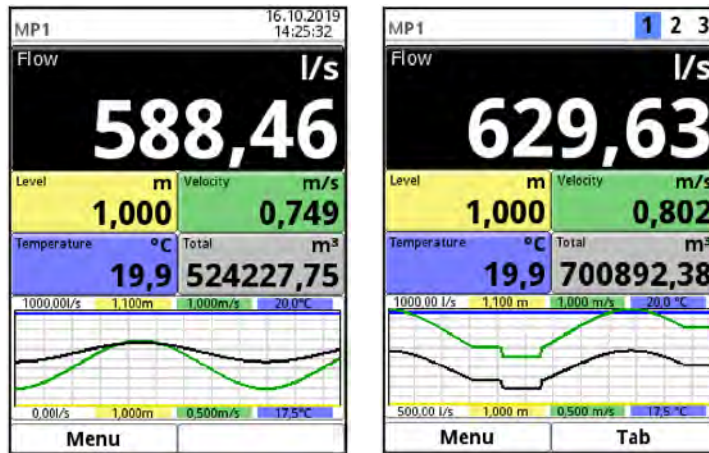 MP1
16.10.2019
14:25:32
Flow
l/s
588,46
Level
m
Velocity
m/s
1,000
0,749
Temperature
°C
Total
m³
19,9
524227,75
1000,00l/s
1,100m
1,000m/s
20,0°C
0,00l/s
1,000m
0,500m/s
17,5°C
Menu
MP1
1 2 3
Flow
l/s
629,63
Level
m
Velocity
m/s
1,000
0,802
Temperature
°C
Total
m³
19,9
700892,38
1000,00 l/s
1,100 m
1,000 m/s
20,0 °C
500,00 l/s
1,000 m
0,500 m/s
17,5 °C
Menu
Tab